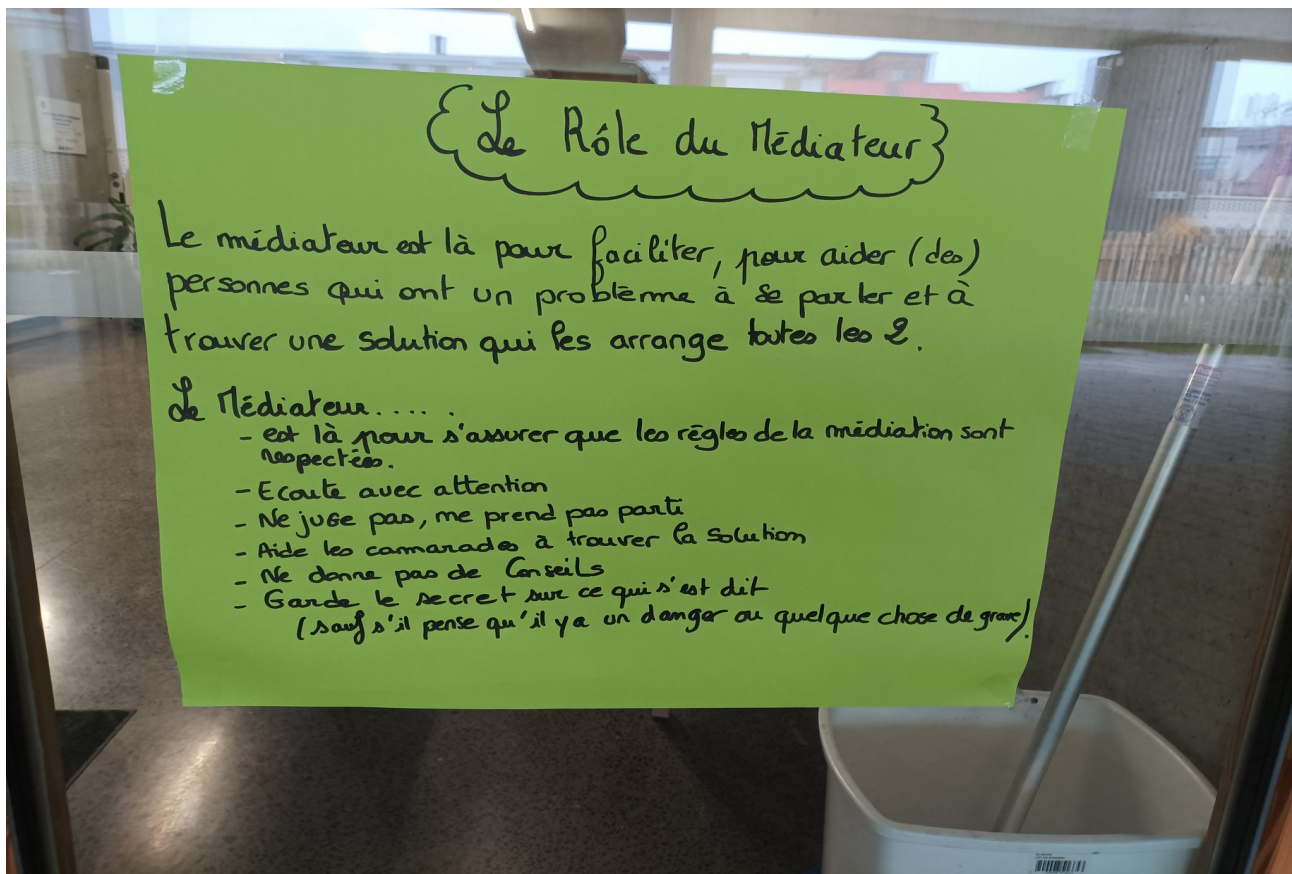 Le Rôle du Médiateur
Le médiateur est là pour faciliter, pour aider (des)
personnes qui ont un problème à se parler et à
trouver une solution qui les arrange toutes les 2.
Le Médiateur.... .
- est là pour s'assurer que les règles de la médiation sont
respectées.
- Ecoute avec attention
- Ne juge pas, me prend pas parti
- Aide les camarades à trouver la solution
- Ne donne pas de Conseils
- Garde le secret sur ce qui s'est dit
(sauf s'il pense qu'il y a un danger ou quelque chose de grave).